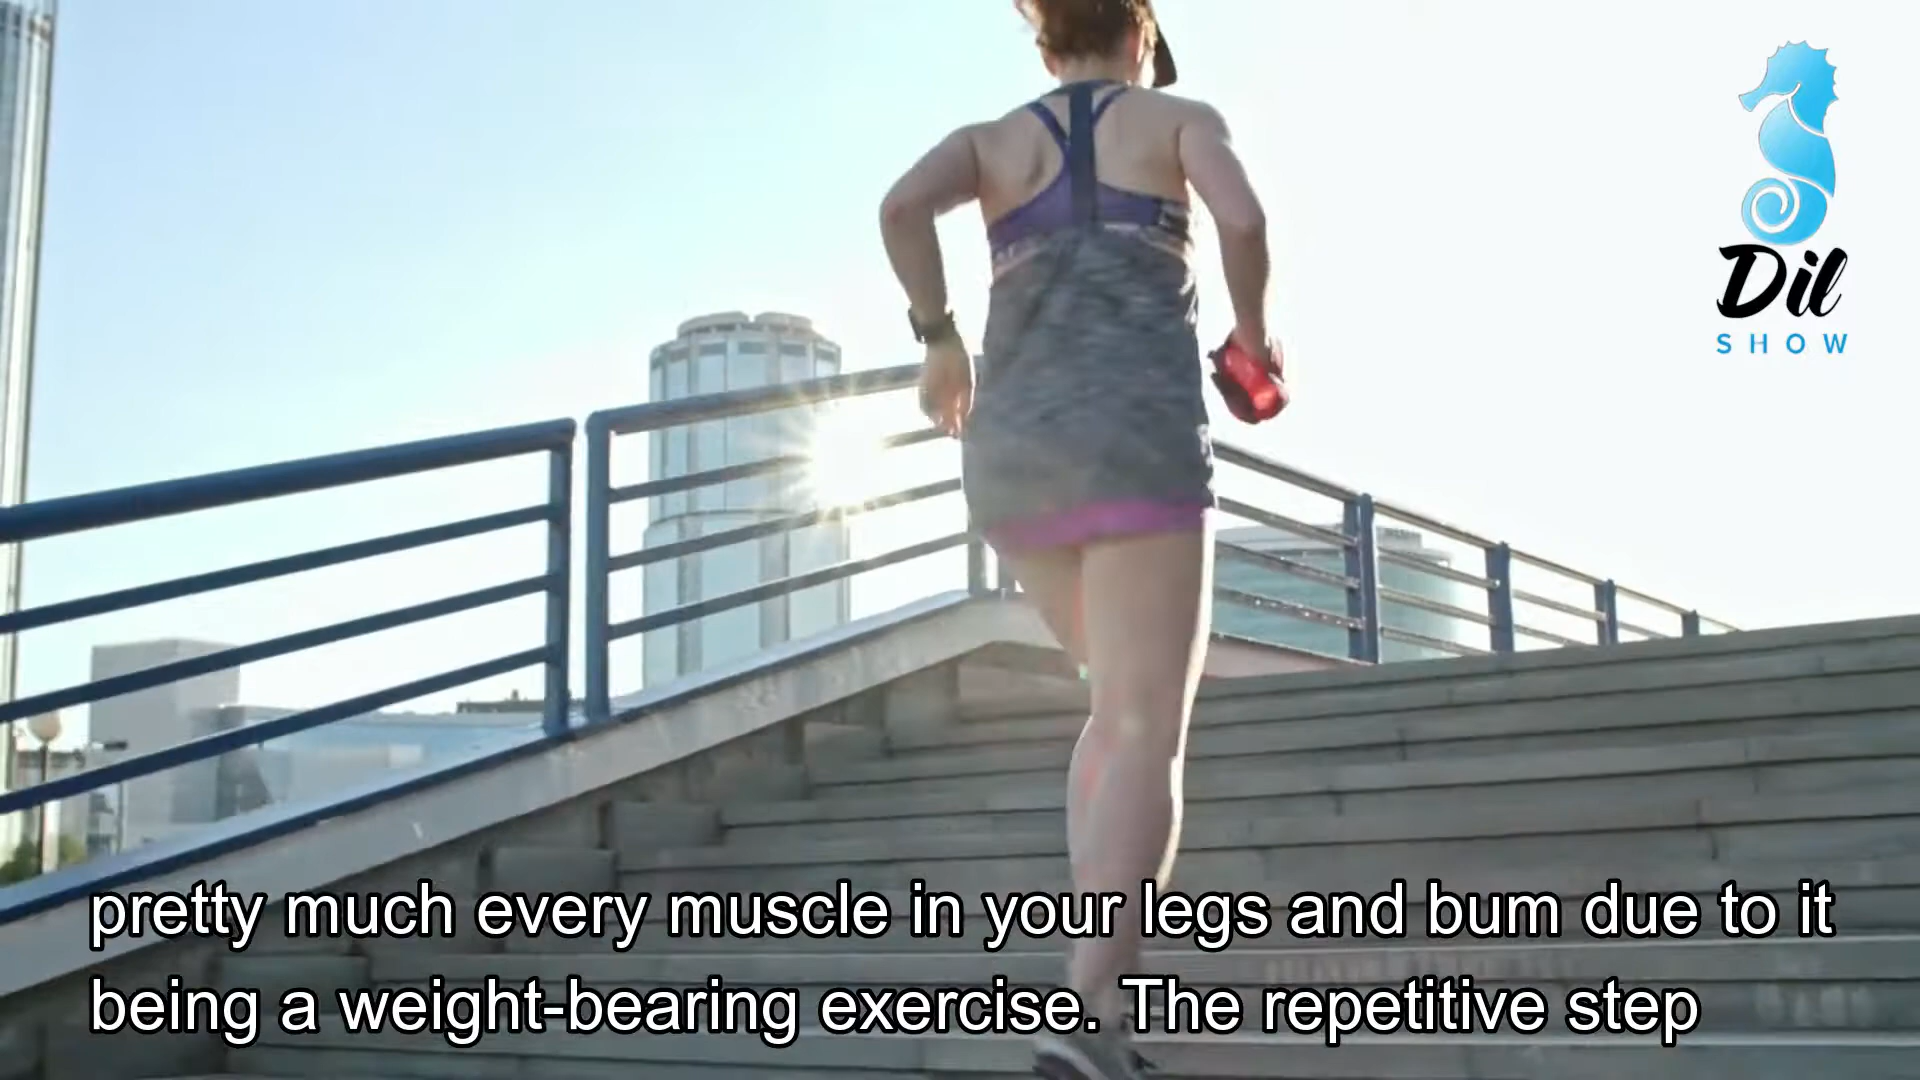 Dil
SHOW
pretty much every muscle in your legs and bum due to it
being a weight-bearing exercise. The repetitive step